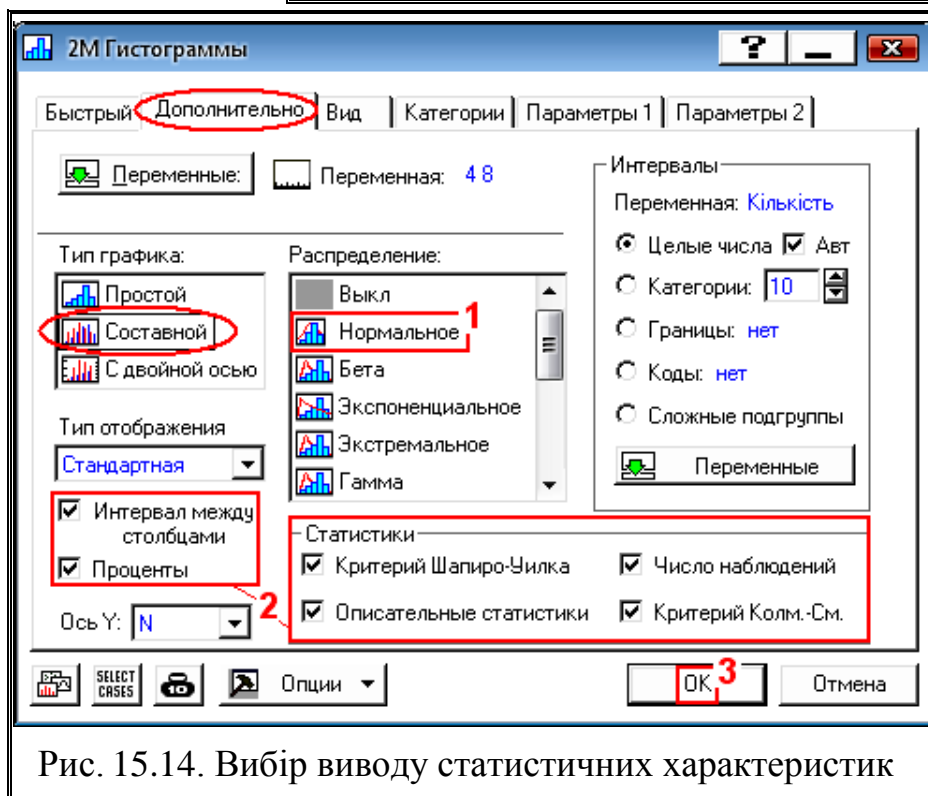 2М Гистограммы
Быстрый Дополнительно Вид Категории Параметры 1 Параметры 2
Переменные: Переменная: 4 8
Интервалы
Переменная: Кількість
Целые числа Авт
Категории: 10
Границы: нет
Коды: нет
Сложные подгруппы
Переменные
Тип графика:
Простой
Составной
С двойной осью
Распределение:
Выкл
Нормальное 1
Бета
Экспоненциальное
Экстремальное
Гамма
Тип отображения
Стандартная
Интервал между
столбцами
Проценты
2
Ось Y: N
Статистики
Критерий Шапиро-Уилка Число наблюдений
Описательные статистики Критерий Колм.-См.
SELECT
CASES
Опции OK 3 Отмена
Рис. 15.14. Вибір виводу статистичних характеристик